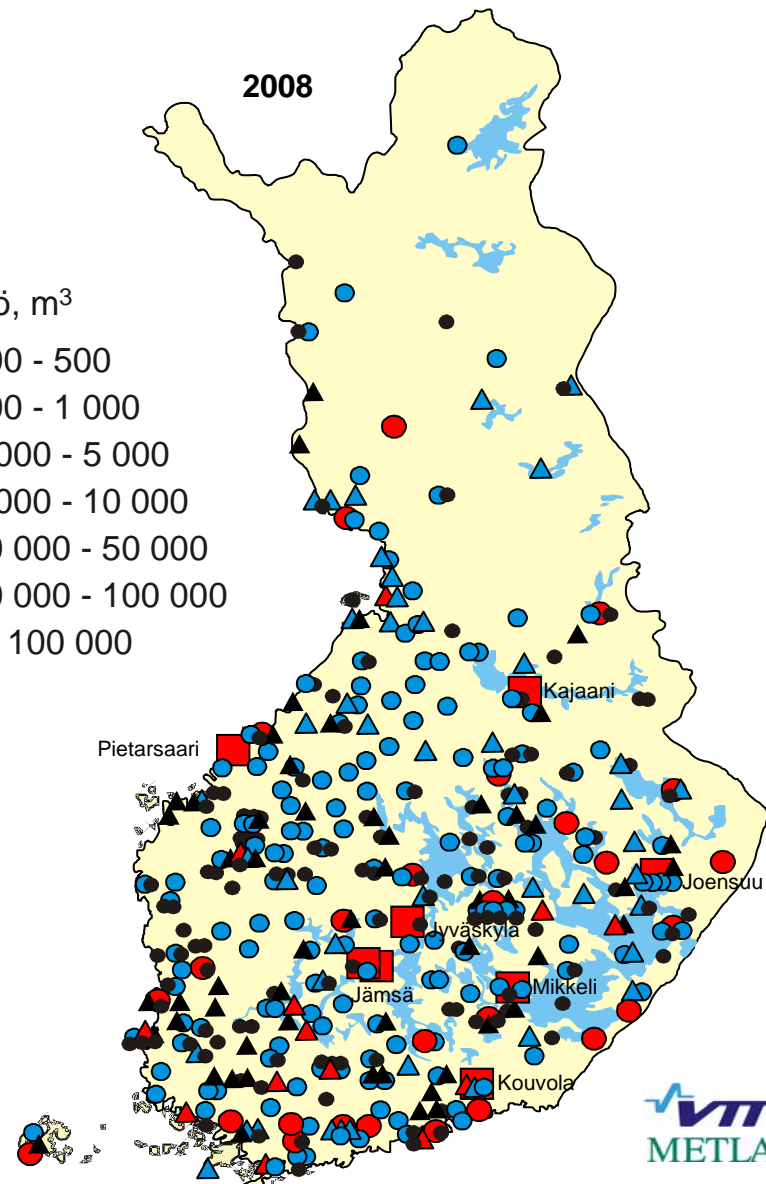 2008
ö, m³
00 - 500
00 - 1 000
000 - 5 000
000 - 10 000
0 000 - 50 000
0 000 - 100 000
100 000
Kajaani
Pietarsaari
Joensuu
Jyväskylä
Mikkeli
Jämsä
Kouvola
VTT
METLA